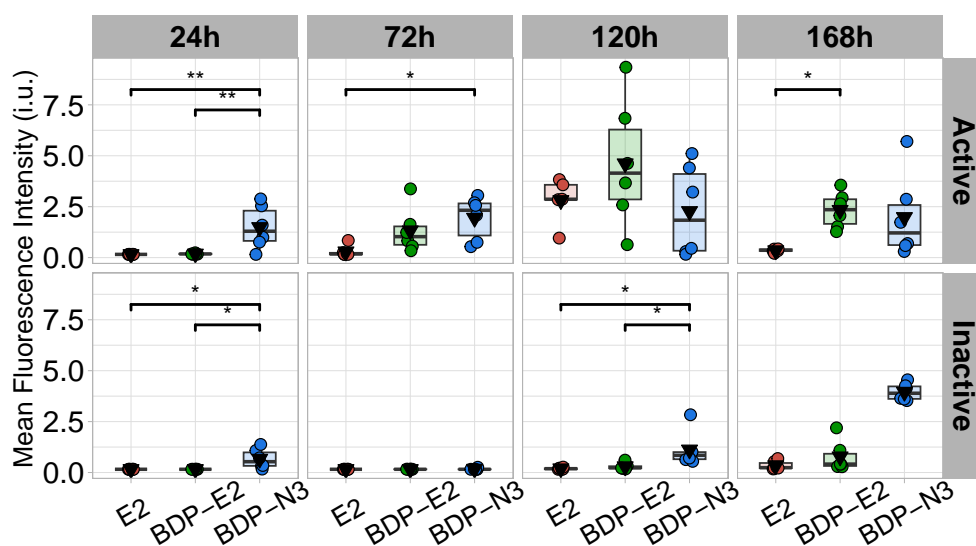 24h 72h 120h 168h
Mean Fluorescence Intensity (i.u.)
7.5
5.0
2.5
0.0
** ** * *
Active
7.5
5.0
2.5
0.0
* * * *
Inactive
E2 BDP−E2 BDP−N3 E2 BDP−E2 BDP−N3 E2 BDP−E2 BDP−N3 E2 BDP−E2 BDP−N3